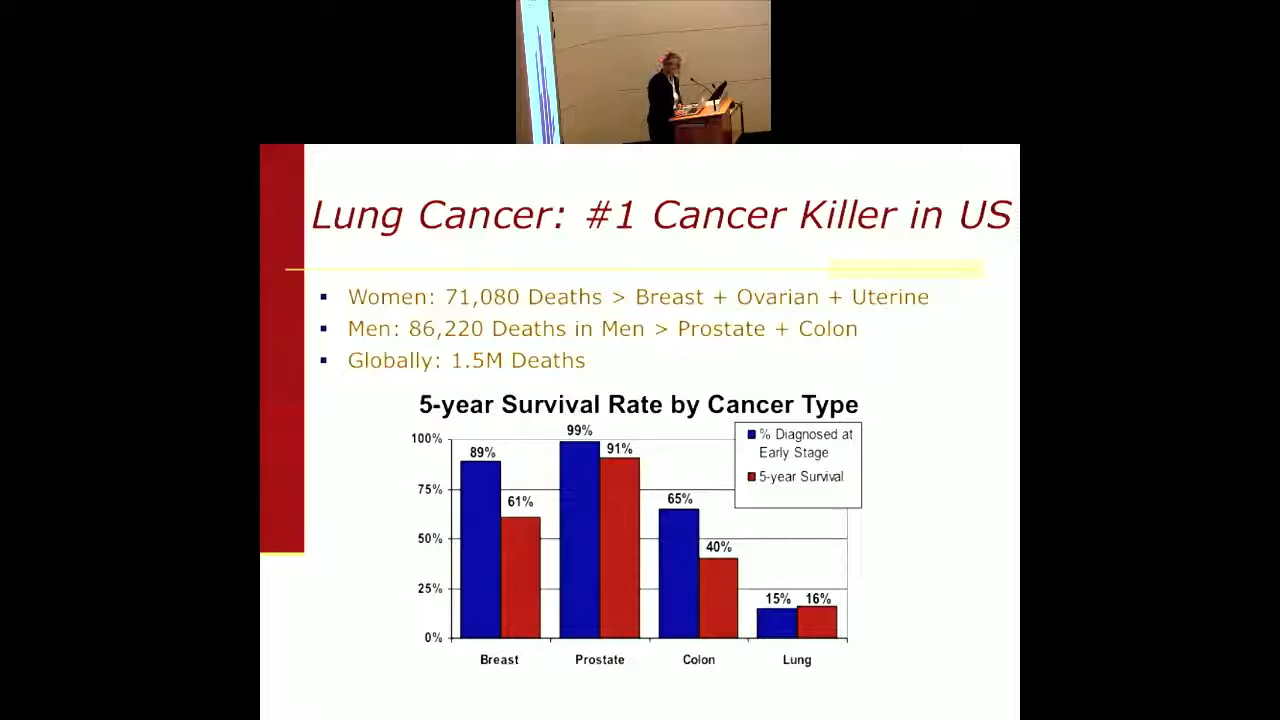 Lung Cancer: #1 Cancer Killer in US
▪ Women: 71,080 Deaths > Breast + Ovarian + Uterine
▪ Men: 86,220 Deaths in Men > Prostate + Colon
▪ Globally: 1.5M Deaths
5-year Survival Rate by Cancer Type
% Diagnosed at
Early Stage
5-year Survival
100%
75%
50%
25%
0%
89%
61%
99%
91%
65%
40%
15%
16%
Breast
Prostate
Colon
Lung